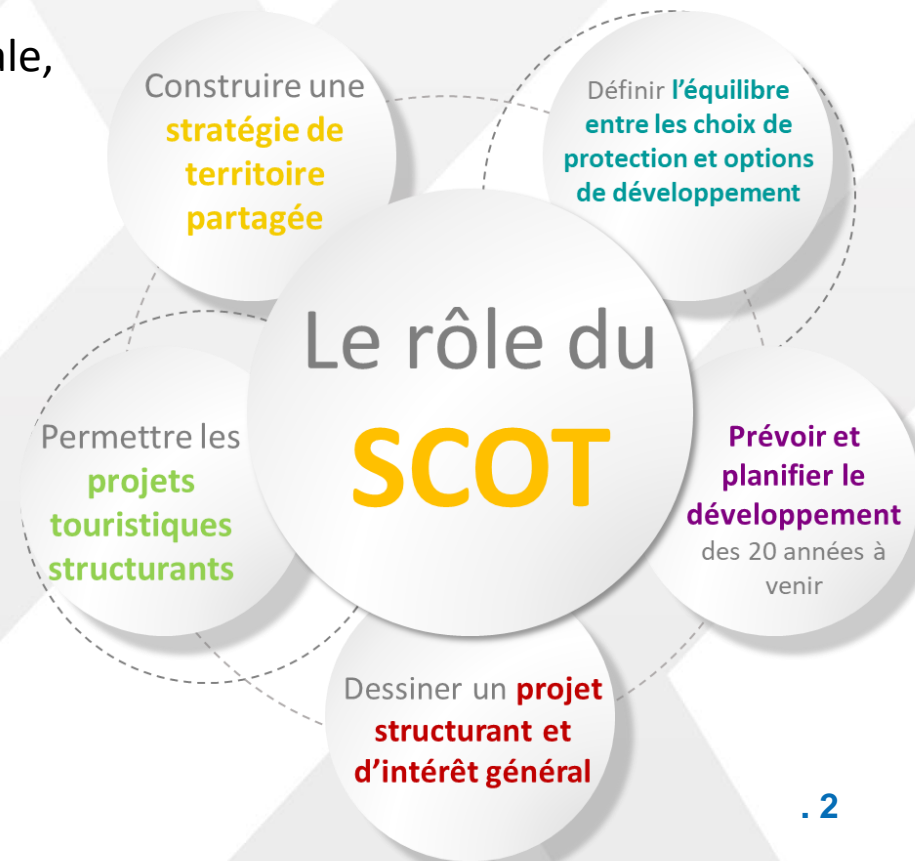 ale,
Construire une
stratégie de
territoire
partagée
Définir l’équilibre
entre les choix de
protection et options
de développement
Le rôle du
SCOT
Permettre les
projets
touristiques
structurants
Prévoir et
planifier le
développement
des 20 années à
venir
Dessiner un projet
structurant et
d’intérêt général
. 2